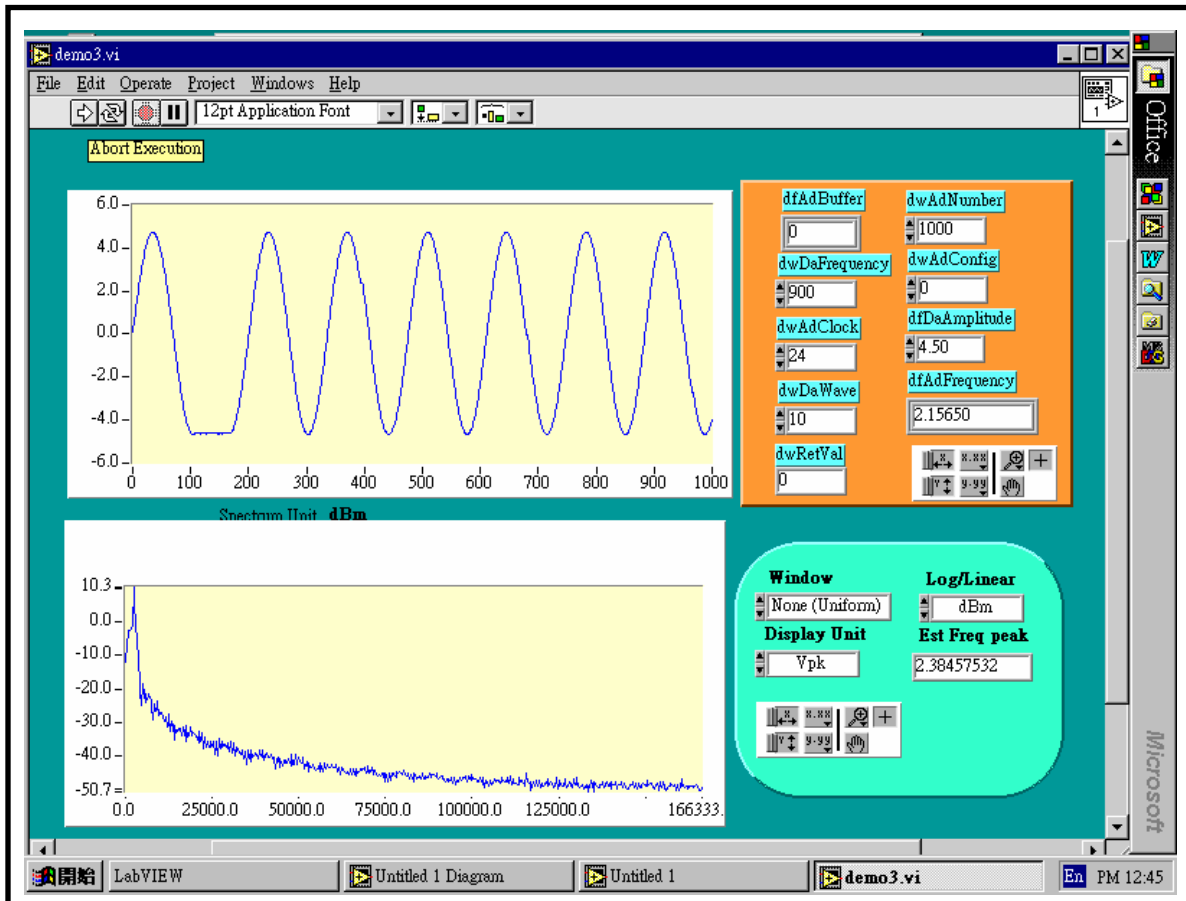 demo3.vi
File Edit Operate Project Windows Help
12pt Application Font
1
Abort Execution
6.0
4.0
2.0
0.0
-2.0
-4.0
-6.0
0 100 200 300 400 500 600 700 800 900 1000
dfAdBuffer
0
dwDaFrequency
900
dwAdClock
24
dwDaWave
10
dwRetVal
0
dwAdNumber
1000
dwAdConfig
0
dfDaAmplitude
4.50
dfAdFrequency
2.15650
X x.xx
Y y.yy
Spectrum Unit dBm
10.3
0.0
-10.0
-20.0
-30.0
-40.0
-50.7
0.0 25000.0 50000.0 75000.0 100000.0 125000.0 166333.
Window
None (Uniform)
Display Unit
Vpk
Log/Linear
dBm
Est Freq peak
2.38457532
X x.xx
Y y.yy
Office
W
Microsoft
開始 LabVIEW Untitled 1 Diagram Untitled 1 demo3.vi En PM 12:45